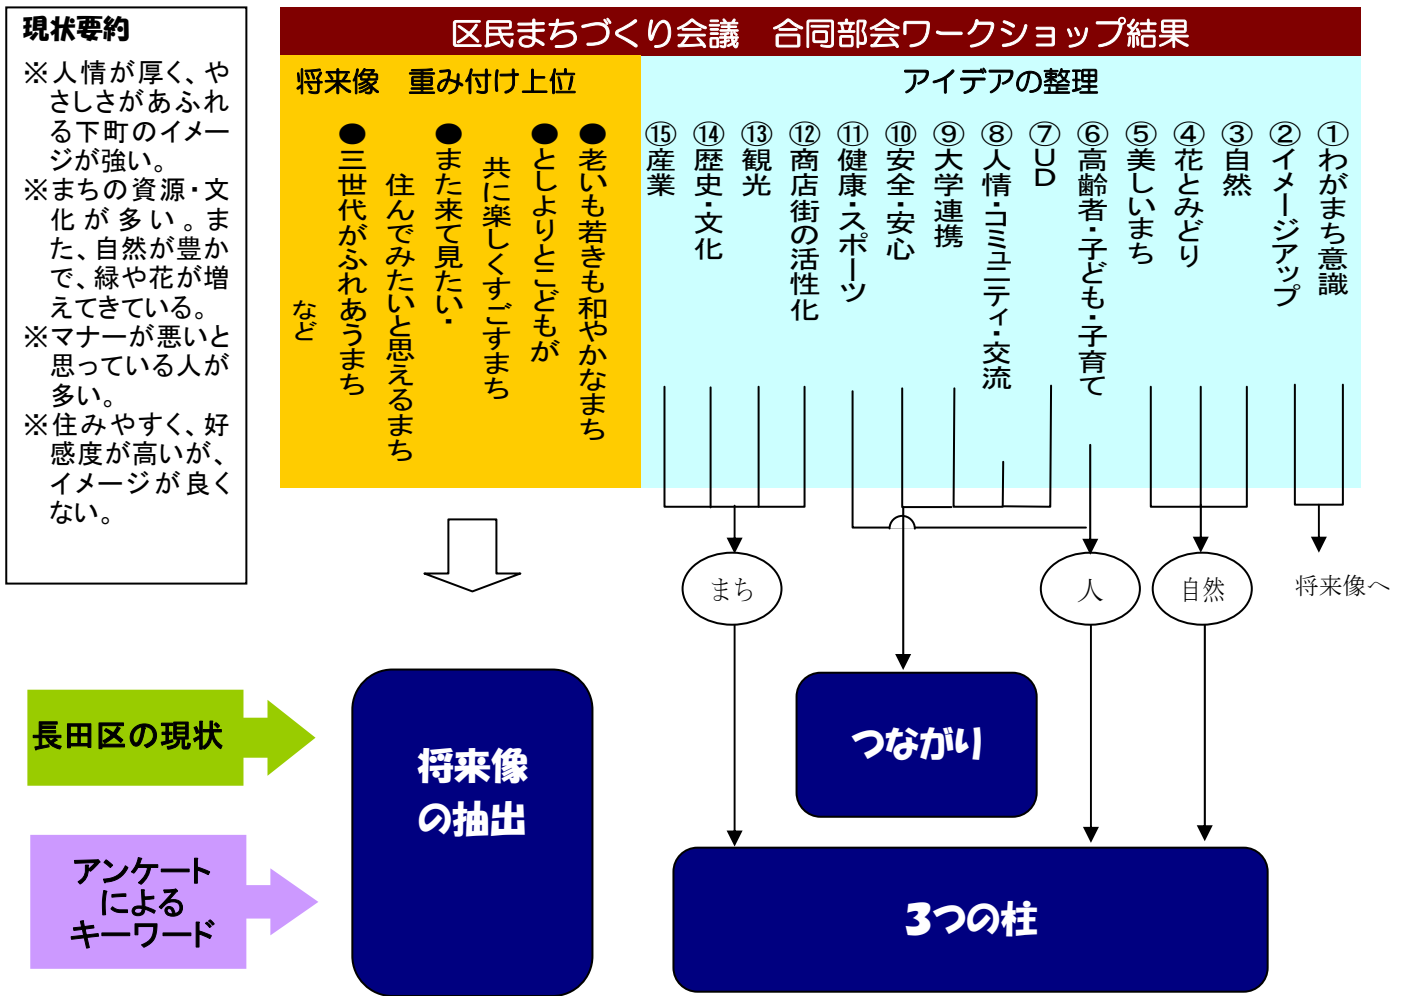 現状要約
※人情が厚く、や
さしさがあふれ
る下町のイメー
ジが強い。
※まちの資源・文
化が多い。ま
た、自然が豊か
で、緑や花が増
えてきている。
※マナーが悪いと
思っている人が
多い。
※住みやすく、好
感度が高いが、
イメージが良く
ない。
区民まちづくり会議　合同部会ワークショップ結果
将来像　重み付け上位
●老いも若きも和やかなまち
●としよりとこどもが
共に楽しくすごすまち
●また来て見たい・
住んでみたいと思えるまち
●三世代がふれあうまち
など
アイデアの整理
①わがまち意識
②イメージアップ
③自然
④花とみどり
⑤美しいまち
⑥高齢者・子ども・子育て
⑦UD
⑧人情・コミュニティ・交流
⑨大学連携
⑩安全・安心
⑪健康・スポーツ
⑫商店街の活性化
⑬観光
⑭歴史・文化
⑮産業
まち
人
自然
将来像へ
長田区の現状
アンケート
による
キーワード
将来像
の抽出
つながり
3つの柱